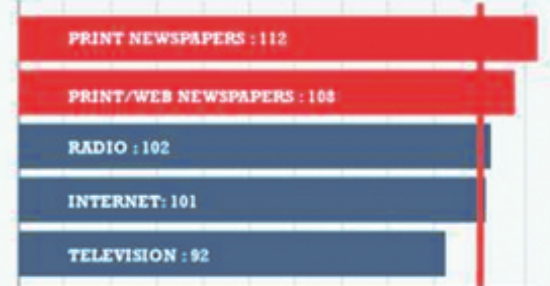 PRINT NEWSPAPERS : 112
PRINT/WEB NEWSPAPERS : 108
RADIO : 102
INTERNET: 101
TELEVISION : 92